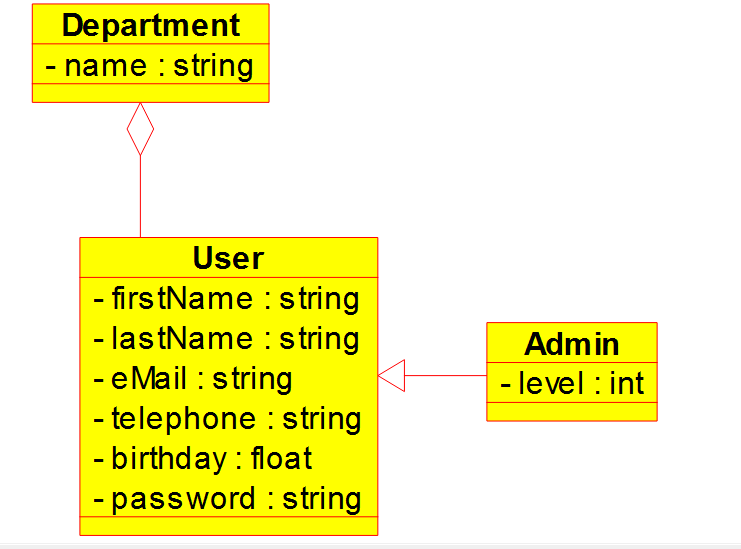 Department
- name : string
User
- firstName : string
- lastName : string
- eMail : string
- telephone : string
- birthday : float
- password : string
Admin
- level : int